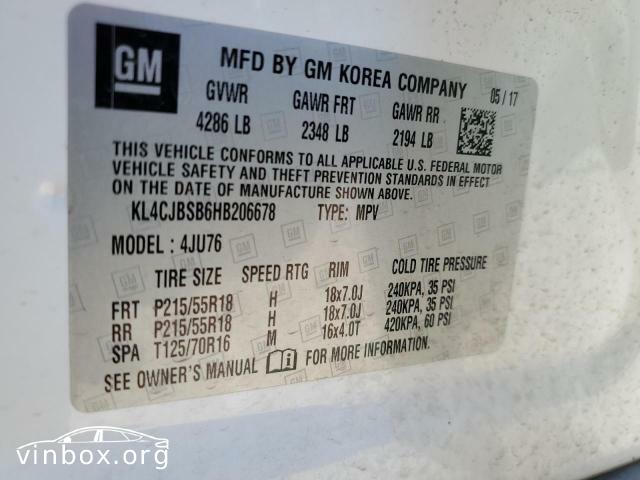 GM MFD BY GM KOREA COMPANY
GVWR GAWR FRT GAWR RR 05 / 17
4286 LB 2348 LB 2194 LB
THIS VEHICLE CONFORMS TO ALL APPLICABLE U.S. FEDERAL MOTOR
VEHICLE SAFETY AND THEFT PREVENTION STANDARDS IN EFFECT
ON THE DATE OF MANUFACTURE SHOWN ABOVE.
KL4CJBSB6HB206678 TYPE: MPV
MODEL : 4JU76
TIRE SIZE SPEED RTG RIM COLD TIRE PRESSURE
FRT P215/55R18 H 18x7.0J 240KPA, 35 PSI
RR P215/55R18 H 18x7.0J 240KPA, 35 PSI
SPA T125/70R16 M 16x4.0T 420KPA, 60 PSI
SEE OWNER'S MANUAL FOR MORE INFORMATION.
vinbox.org